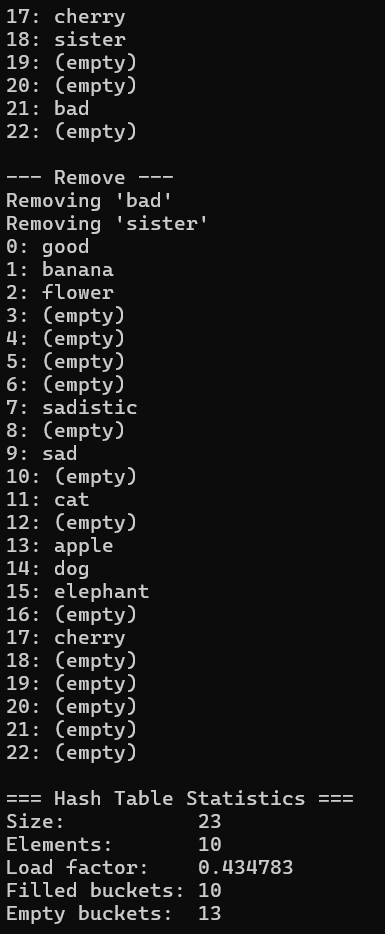 17: cherry
18: sister
19: (empty)
20: (empty)
21: bad
22: (empty)
--- Remove ---
Removing 'bad'
Removing 'sister'
0: good
1: banana
2: flower
3: (empty)
4: (empty)
5: (empty)
6: (empty)
7: sadistic
8: (empty)
9: sad
10: (empty)
11: cat
12: (empty)
13: apple
14: dog
15: elephant
16: (empty)
17: cherry
18: (empty)
19: (empty)
20: (empty)
21: (empty)
22: (empty)
=== Hash Table Statistics ===
Size:           23
Elements:       10
Load factor:    0.434783
Filled buckets: 10
Empty buckets:  13